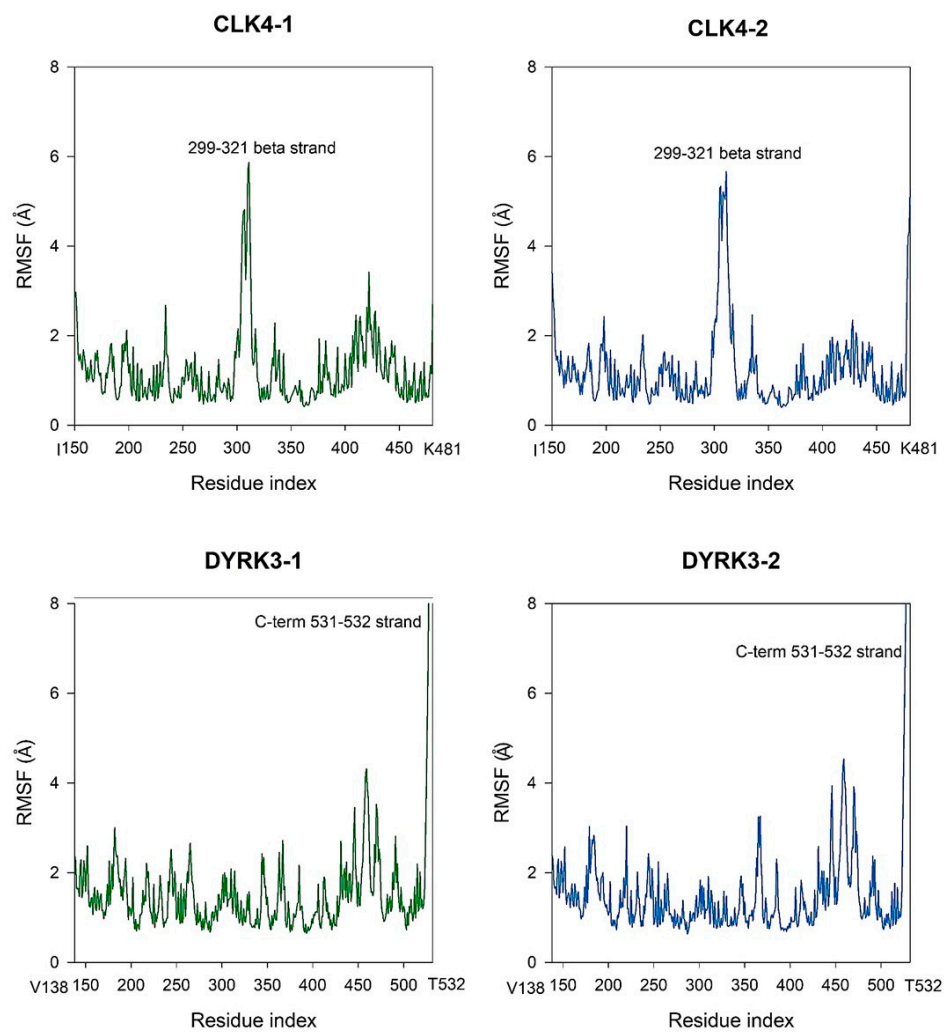 CLK4-1
CLK4-2
8
6
4
2
0
RMSF (Å)
299-321 beta strand
I150 200 250 300 350 400 450 K481
Residue index
8
6
4
2
0
RMSF (Å)
299-321 beta strand
I150 200 250 300 350 400 450 K481
Residue index
DYRK3-1
DYRK3-2
8
6
4
2
0
RMSF (Å)
C-term 531-532 strand
V138 150 200 250 300 350 400 450 500 T532
Residue index
8
6
4
2
0
RMSF (Å)
C-term 531-532 strand
V138 150 200 250 300 350 400 450 500 T532
Residue index